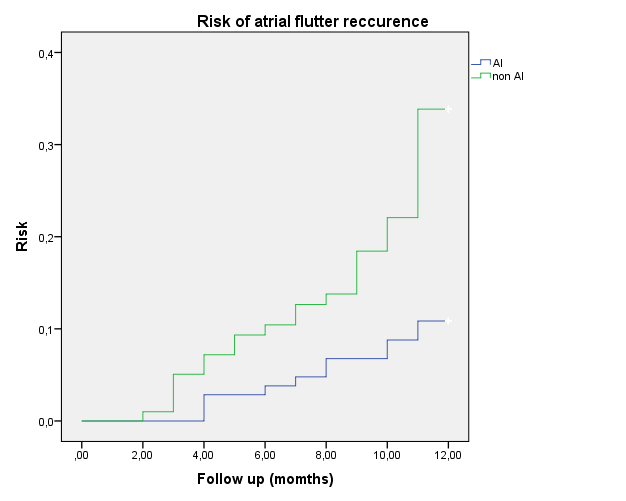 Risk of atrial flutter reccurence
AI
non AI
0,4
0,3
0,2
0,1
0,0
Risk
,00
2,00
4,00
6,00
8,00
10,00
12,00
Follow up (momths)